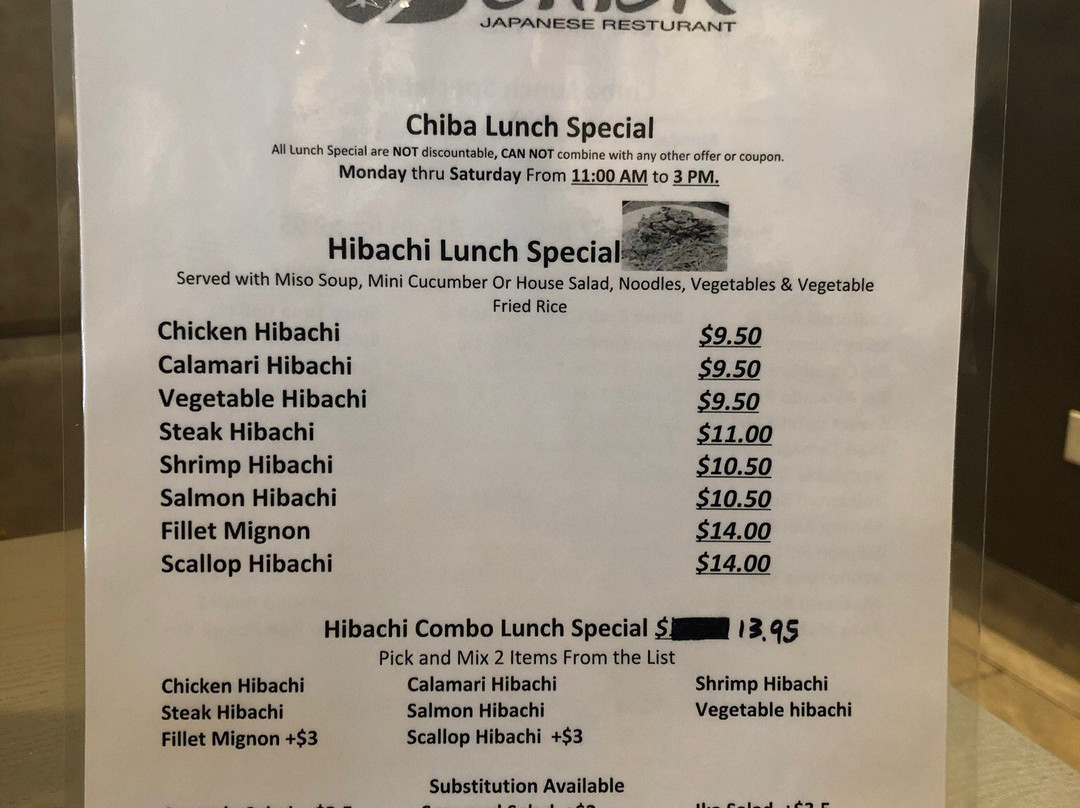 JAPANESE RESTURANT
Chiba Lunch Special
All Lunch Special are NOT discountable, CAN NOT combine with any other offer or coupon.
Monday thru Saturday From 11:00 AM to 3 PM.
Hibachi Lunch Special
Served with Miso Soup, Mini Cucumber Or House Salad, Noodles, Vegetables & Vegetable
Fried Rice
Chicken Hibachi $9.50
Calamari Hibachi $9.50
Vegetable Hibachi $9.50
Steak Hibachi $11.00
Shrimp Hibachi $10.50
Salmon Hibachi $10.50
Fillet Mignon $14.00
Scallop Hibachi $14.00
Hibachi Combo Lunch Special $ 13.95
Pick and Mix 2 Items From the List
Chicken Hibachi Calamari Hibachi Shrimp Hibachi
Steak Hibachi Salmon Hibachi Vegetable hibachi
Fillet Mignon +$3 Scallop Hibachi +$3
Substitution Available